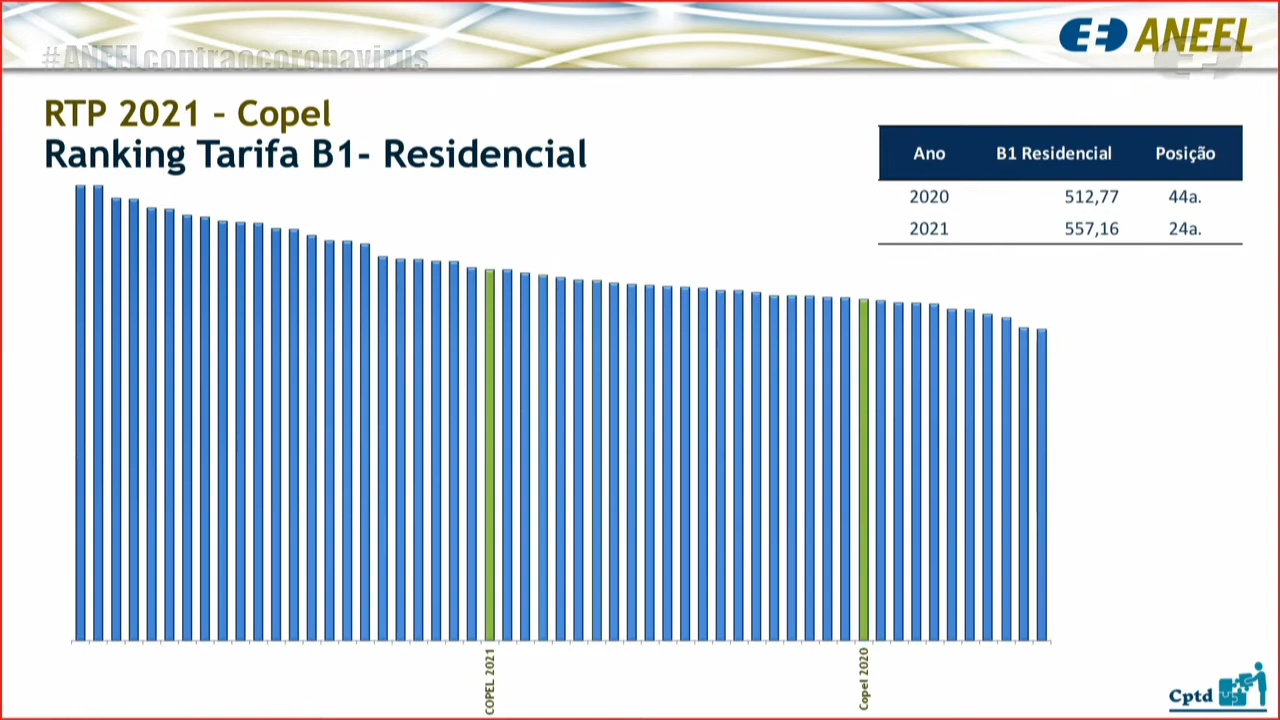 #ANEELcontraocoronavirus
ANEEL
RTP 2021 – Copel
Ranking Tarifa B1- Residencial
Ano B1 Residencial Posição
2020 512,77 44a.
2021 557,16 24a.
COPEL 2021
Copel 2020
Cptd